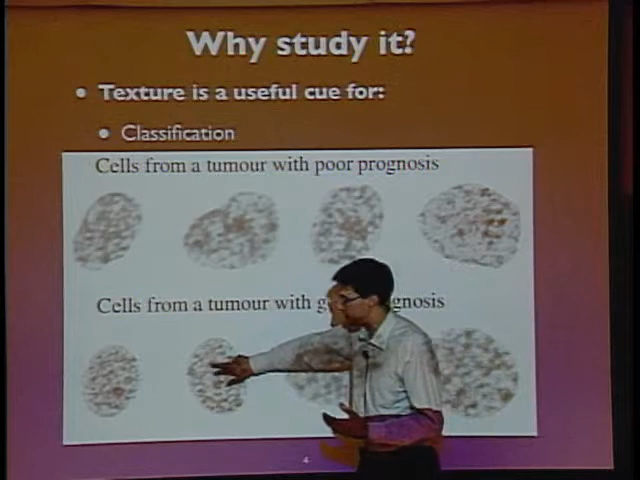 Why study it?
• Texture is a useful cue for:
• Classification
Cells from a tumour with poor prognosis
Cells from a tumour with g gnosis
4